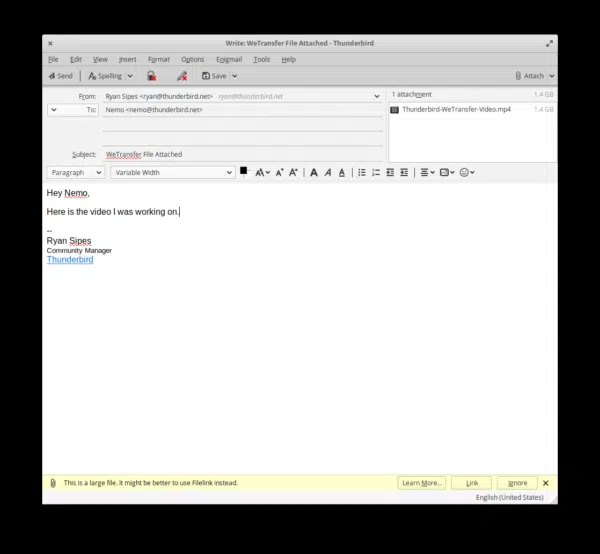 Write: WeTransfer File Attached - Thunderbird
File Edit View Insert Format Options Enigmail Tools Help
Send Spelling Save Attach
From: Ryan Sipes <ryan@thunderbird.net> ryan@thunderbird.net
1 attachment 1.4 GB
To: Nemo <nemo@thunderbird.net>
Thunderbird-WeTransfer-Video.mp4 1.4 GB
Subject: WeTransfer File Attached
Paragraph Variable Width
Hey Nemo,
Here is the video I was working on.
--
Ryan Sipes
Community Manager
Thunderbird
This is a large file. It might be better to use Filelink instead. Learn More... Link Ignore
English (United States)